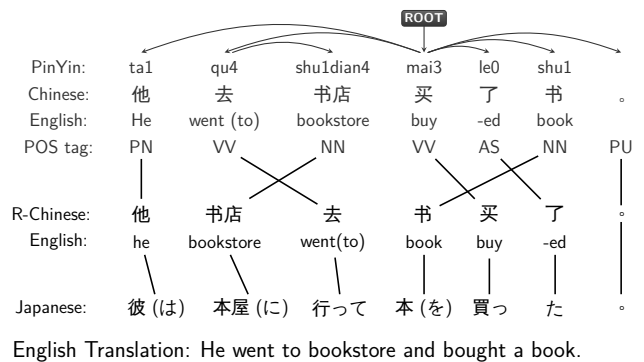 ROOT
PinYin: ta1 qu4 shu1dian4 mai3 le0 shu1
Chinese: 他 去 书店 买 了 书 。
English: He went (to) bookstore buy -ed book
POS tag: PN VV NN VV AS NN PU
R-Chinese: 他 书店 去 书 买 了 。
English: he bookstore went(to) book buy -ed
Japanese: 彼 (は) 本屋 (に) 行って 本 (を) 買っ た 。
English Translation: He went to bookstore and bought a book.